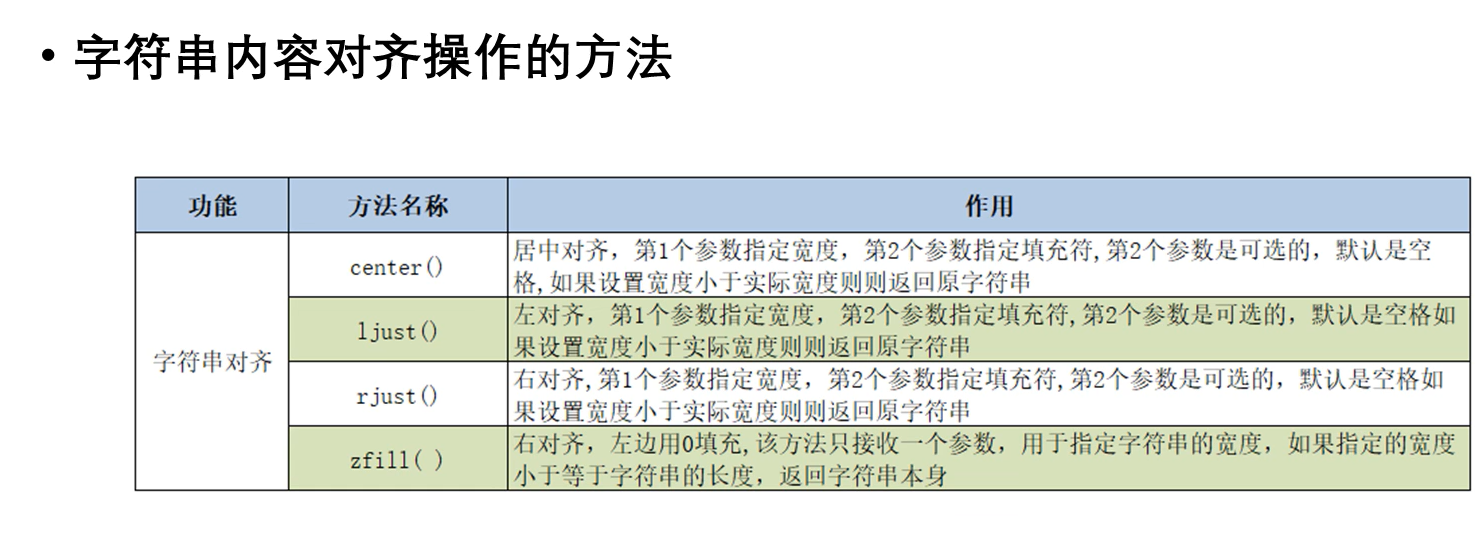 • 字符串内容对齐操作的方法
功能 方法名称 作用
字符串对齐
center()
居中对齐，第1个参数指定宽度，第2个参数指定填充符,第2个参数是可选的，默认是空
格,如果设置宽度小于实际宽度则则返回原字符串
ljust()
左对齐，第1个参数指定宽度，第2个参数指定填充符,第2个参数是可选的，默认是空格如
果设置宽度小于实际宽度则则返回原字符串
rjust()
右对齐,第1个参数指定宽度，第2个参数指定填充符,第2个参数是可选的，默认是空格如
果设置宽度小于实际宽度则则返回原字符串
zfill( )
右对齐，左边用0填充,该方法只接收一个参数，用于指定字符串的宽度，如果指定的宽度
小于等于字符串的长度，返回字符串本身